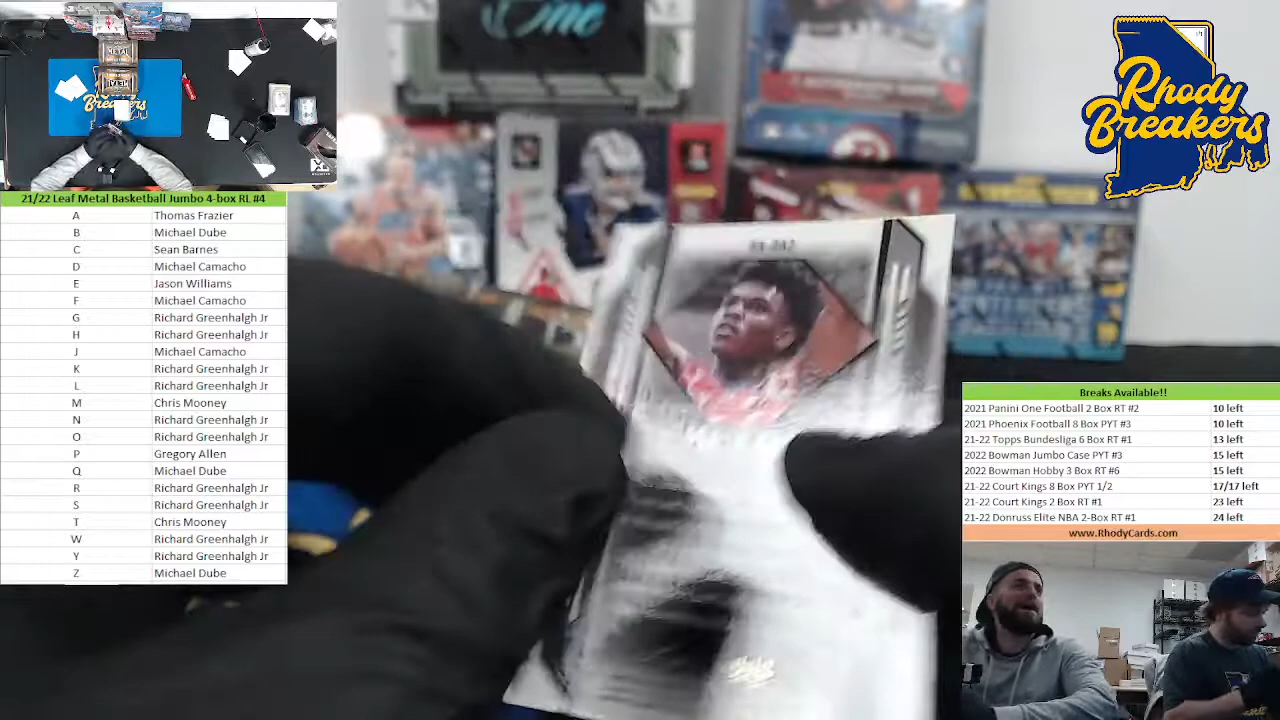 One
METAL
Breakers
Rhody
Breakers
21/22 Leaf Metal Basketball Jumbo 4-box RL #4
A Thomas Frazier
B Michael Dube
C Sean Barnes
D Michael Camacho
E Jason Williams
F Michael Camacho
G Richard Greenhalgh Jr
H Richard Greenhalgh Jr
J Michael Camacho
K Richard Greenhalgh Jr
L Richard Greenhalgh Jr
M Chris Mooney
N Richard Greenhalgh Jr
O Richard Greenhalgh Jr
P Gregory Allen
Q Michael Dube
R Richard Greenhalgh Jr
S Richard Greenhalgh Jr
T Chris Mooney
W Richard Greenhalgh Jr
Y Richard Greenhalgh Jr
Z Michael Dube
Breaks Available!!
2021 Panini One Football 2 Box RT #2 10 left
2021 Phoenix Football 8 Box PYT #3 10 left
21-22 Topps Bundesliga 6 Box RT #1 13 left
2022 Bowman Jumbo Case PYT #3 15 left
2022 Bowman Hobby 3 Box RT #6 15 left
21-22 Court Kings 8 Box PYT 1/2 17/17 left
21-22 Court Kings 2 Box RT #1 23 left
21-22 Donruss Elite NBA 2-Box RT #1 24 left
www.RhodyCards.com